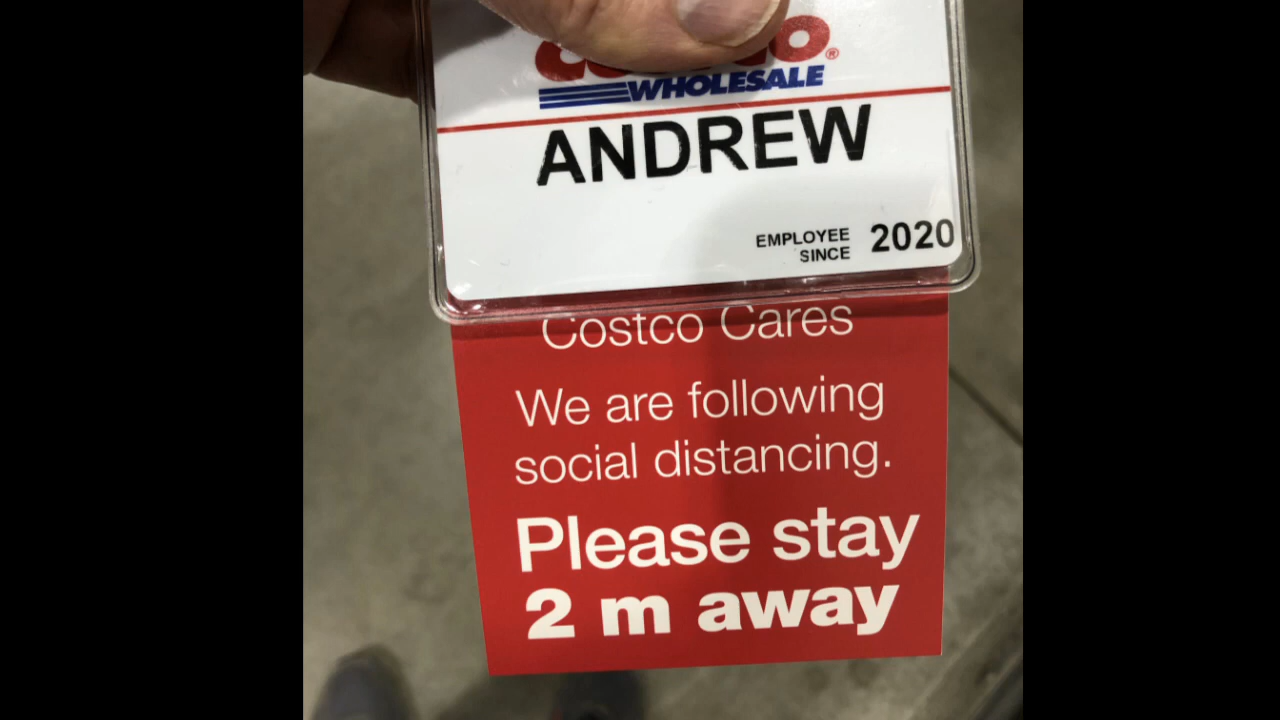 WHOLESALE
ANDREW
EMPLOYEE
SINCE 2020
Costco Cares
We are following
social distancing.
Please stay
2 m away